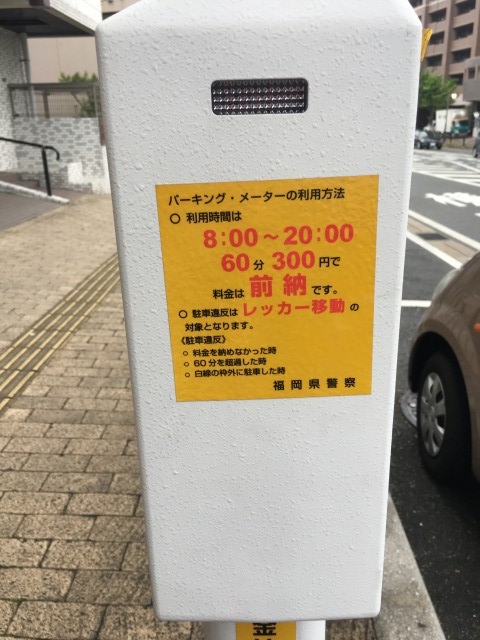 パーキング・メーターの利用方法
○ 利用時間は
8:00～20:00
60分 300円で
料金は 前納 です。
○ 駐車違反は レッカー移動 の
対象となります。
《駐車違反》
○ 料金を納めなかった時
○ 60分を超過した時
○ 白線の枠外に駐車した時
福岡県警察
金